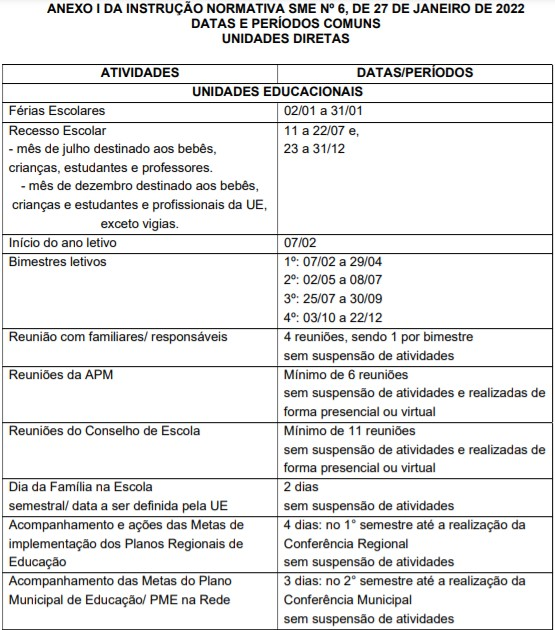 ANEXO I DA INSTRUÇÃO NORMATIVA SME Nº 6, DE 27 DE JANEIRO DE 2022
DATAS E PERÍODOS COMUNS
UNIDADES DIRETAS
ATIVIDADES
DATAS/PERÍODOS
UNIDADES EDUCACIONAIS
Férias Escolares
02/01 a 31/01
Recesso Escolar
- mês de julho destinado aos bebês,
crianças, estudantes e professores.
- mês de dezembro destinado aos bebês,
crianças e estudantes e profissionais da UE,
exceto vigias.
11 a 22/07 e,
23 a 31/12
Início do ano letivo
07/02
Bimestres letivos
1º: 07/02 a 29/04
2º: 02/05 a 08/07
3º: 25/07 a 30/09
4º: 03/10 a 22/12
Reunião com familiares/ responsáveis
4 reuniões, sendo 1 por bimestre
sem suspensão de atividades
Reuniões da APM
Mínimo de 6 reuniões
sem suspensão de atividades e realizadas de
forma presencial ou virtual
Reuniões do Conselho de Escola
Mínimo de 11 reuniões
sem suspensão de atividades e realizadas de
forma presencial ou virtual
Dia da Família na Escola
semestral/ data a ser definida pela UE
2 dias
sem suspensão de atividades
Acompanhamento e ações das Metas de
implementação dos Planos Regionais de
Educação
4 dias: no 1° semestre até a realização da
Conferência Regional
sem suspensão de atividades
Acompanhamento das Metas do Plano
Municipal de Educação/ PME na Rede
3 dias: no 2° semestre até a realização da
Conferência Municipal
sem suspensão de atividades